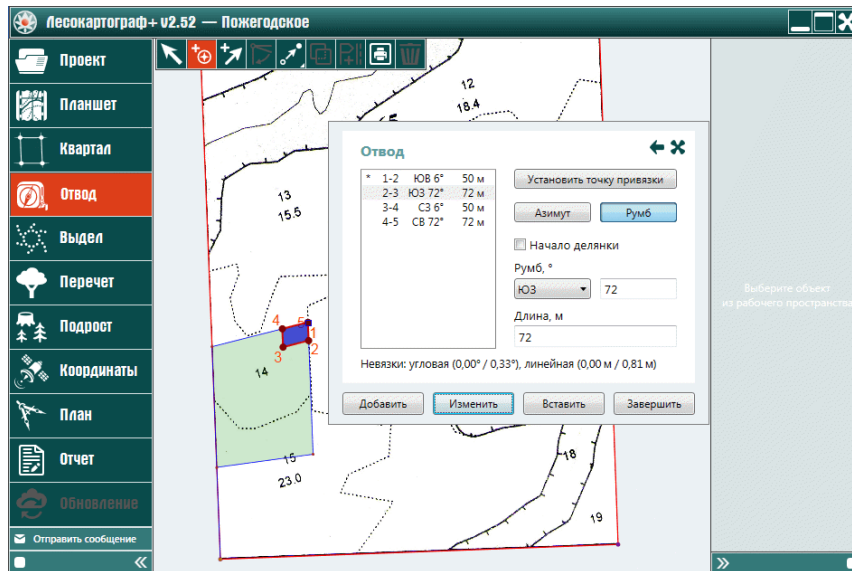 Лесокартограф+ v2.52 — Пожегодское
Проект
Планшет
Квартал
Отвод
Выдел
Перечет
Подрост
Координаты
План
Отчет
Обновление
Отправить сообщение
12
18.4
13
15.5
4
5
1
2
3
14
15
23.0
18
19
Отвод
* 1-2 ЮВ 6° 50 м
2-3 ЮЗ 72° 72 м
3-4 СЗ 6° 50 м
4-5 СВ 72° 72 м
Установить точку привязки
Азимут Румб
Начало делянки
Румб, °
ЮЗ 72
Длина, м
72
Невязки: угловая (0,00° / 0,33°), линейная (0,00 м / 0,81 м)
Добавить Изменить Вставить Завершить
Выберите объект
из рабочего пространства